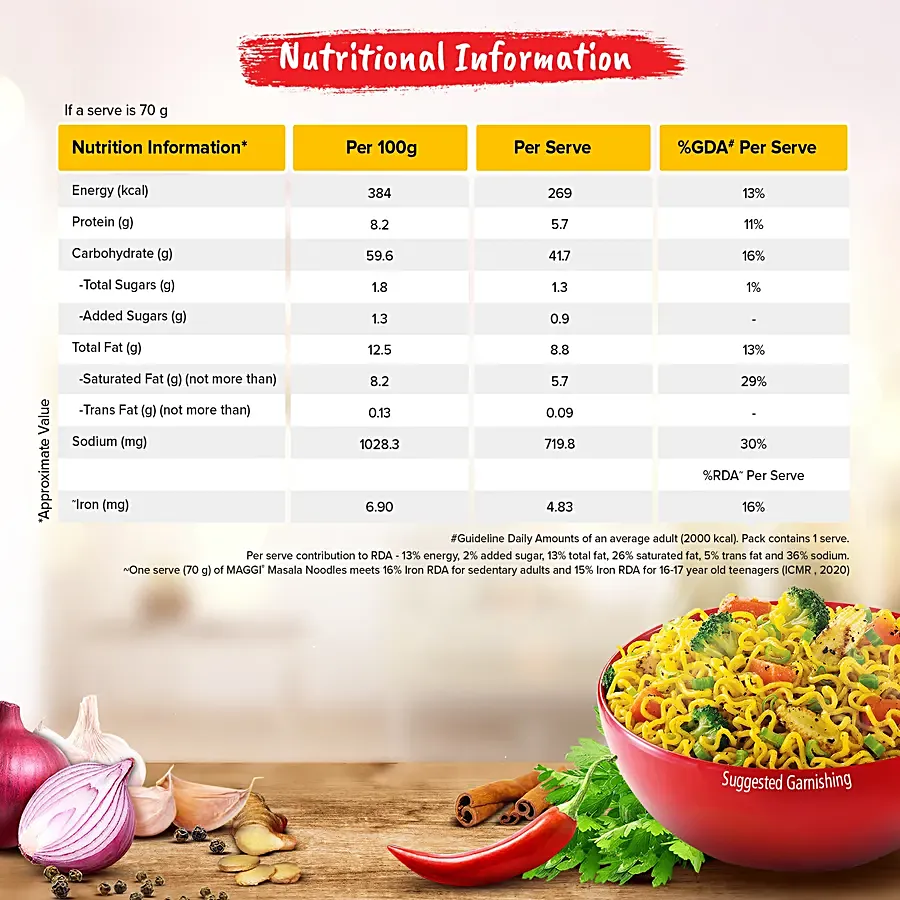 Nutritional Information
If a serve is 70 g
Nutrition Information* Per 100g Per Serve %GDA# Per Serve
Energy (kcal) 384 269 13%
Protein (g) 8.2 5.7 11%
Carbohydrate (g) 59.6 41.7 16%
-Total Sugars (g) 1.8 1.3 1%
-Added Sugars (g) 1.3 0.9 -
Total Fat (g) 12.5 8.8 13%
-Saturated Fat (g) (not more than) 8.2 5.7 29%
-Trans Fat (g) (not more than) 0.13 0.09 -
Sodium (mg) 1028.3 719.8 30%
%RDA~ Per Serve
~Iron (mg) 6.90 4.83 16%
*Approximate Value
#Guideline Daily Amounts of an average adult (2000 kcal). Pack contains 1 serve.
Per serve contribution to RDA - 13% energy, 2% added sugar, 13% total fat, 26% saturated fat, 5% trans fat and 36% sodium.
~One serve (70 g) of MAGGI® Masala Noodles meets 16% Iron RDA for sedentary adults and 15% Iron RDA for 16-17 year old teenagers (ICMR , 2020)
Suggested Garnishing